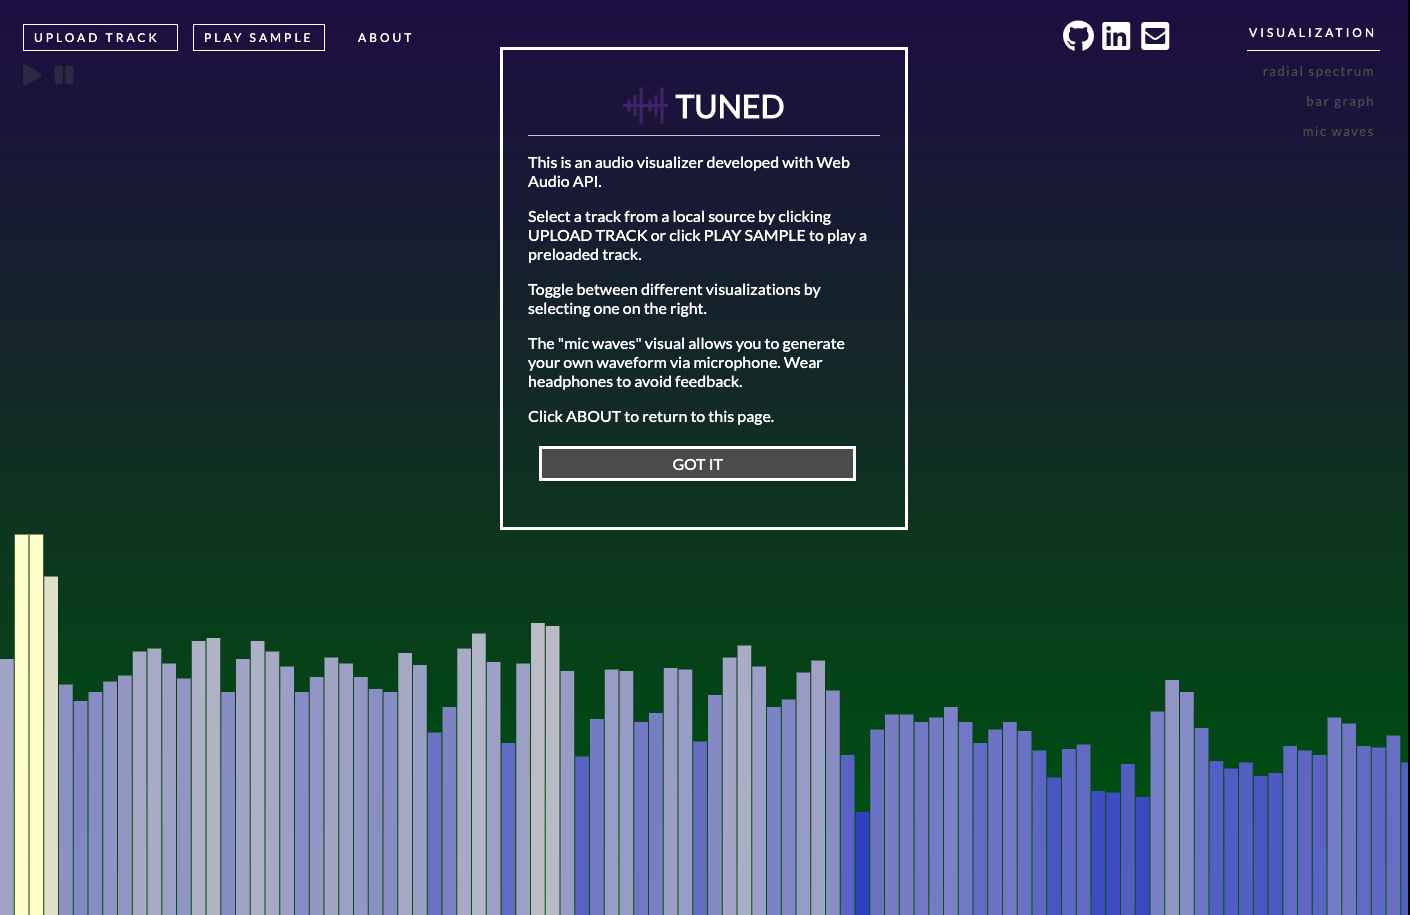 UPLOAD TRACK
PLAY SAMPLE
ABOUT
VISUALIZATION
radial spectrum
bar graph
mic waves
TUNED
This is an audio visualizer developed with Web
Audio API.
Select a track from a local source by clicking
UPLOAD TRACK or click PLAY SAMPLE to play a
preloaded track.
Toggle between different visualizations by
selecting one on the right.
The "mic waves" visual allows you to generate
your own waveform via microphone. Wear
headphones to avoid feedback.
Click ABOUT to return to this page.
GOT IT